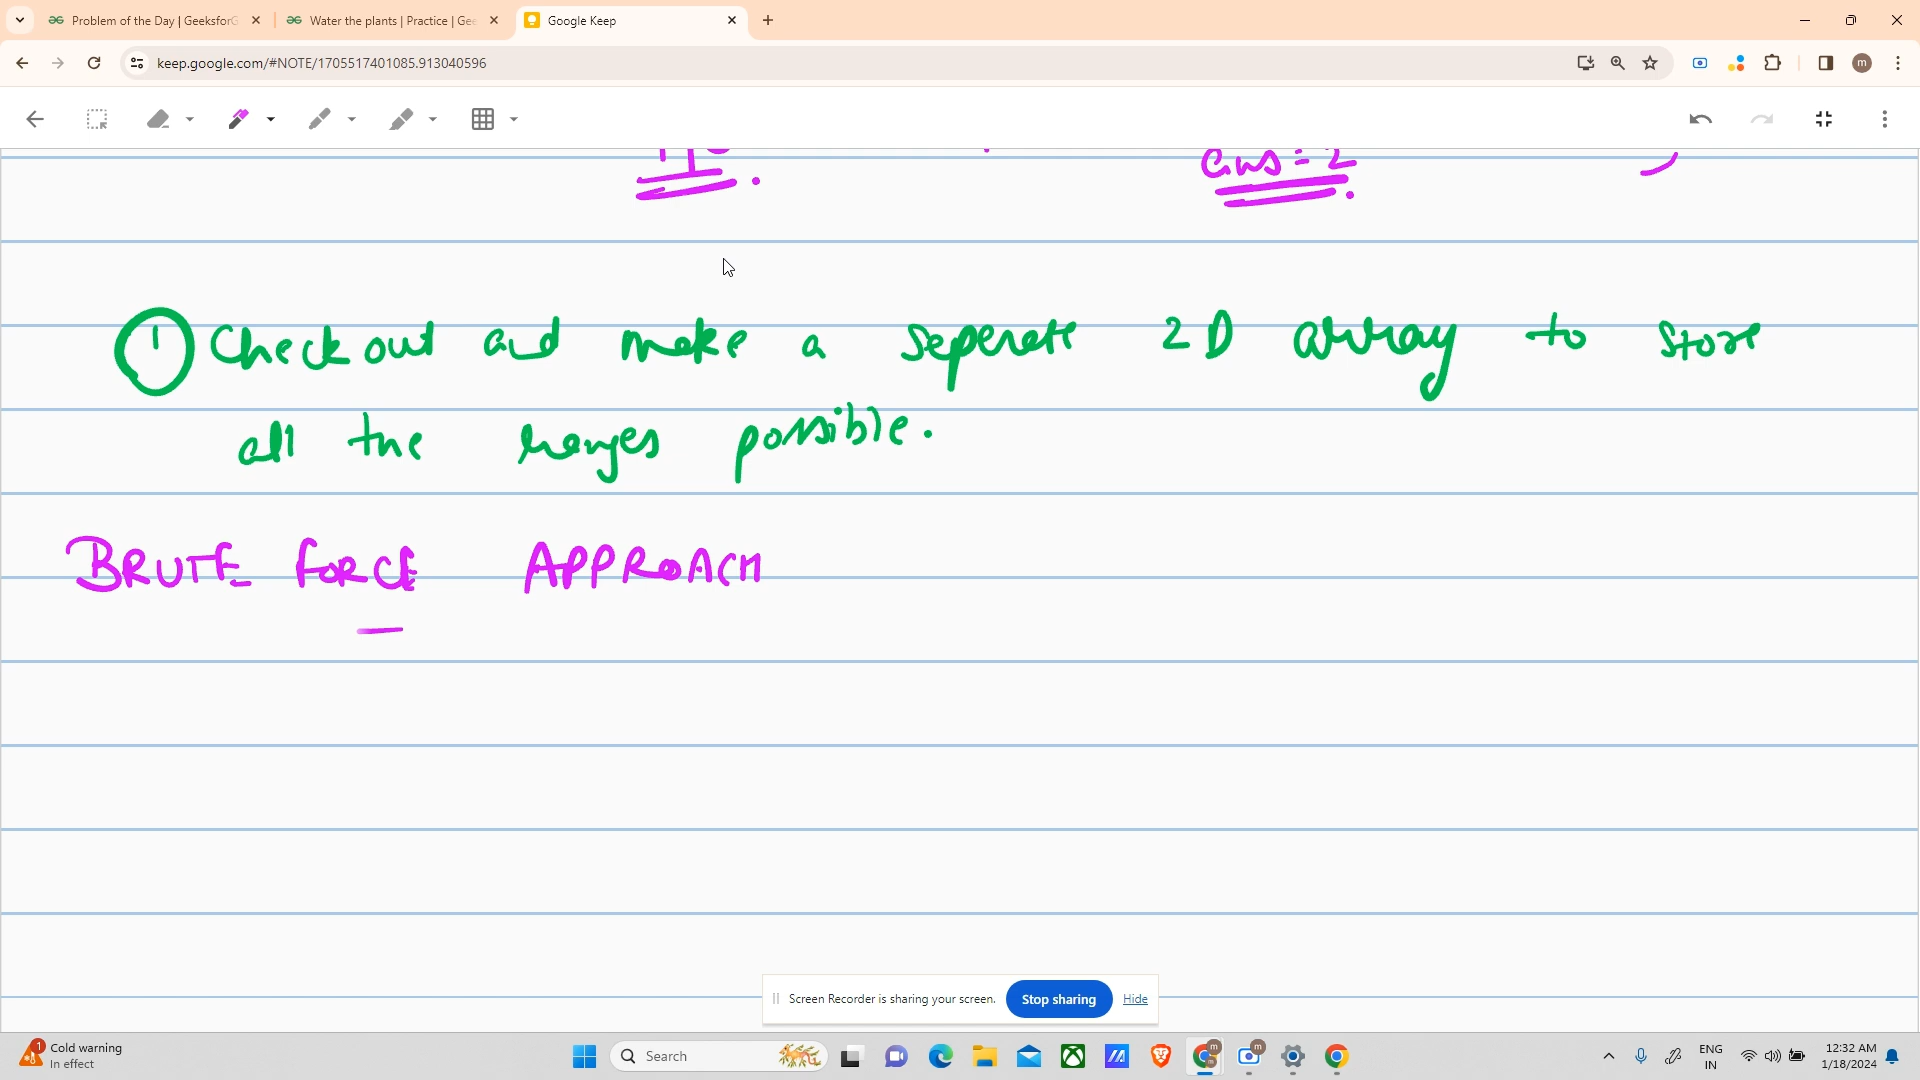 Problem of the Day | GeeksforG
Water the plants | Practice | Gee
Google Keep
keep.google.com/#NOTE/1705517401085.913040596
m
ans = 2
1 Check out and make a seperate 2D array to store
all the ranges possible.
BRUTE FORCE APPROACH
Screen Recorder is sharing your screen.
Stop sharing
Hide
1
Cold warning
In effect
Search
m
m
ENG
IN
12:32 AM
1/18/2024